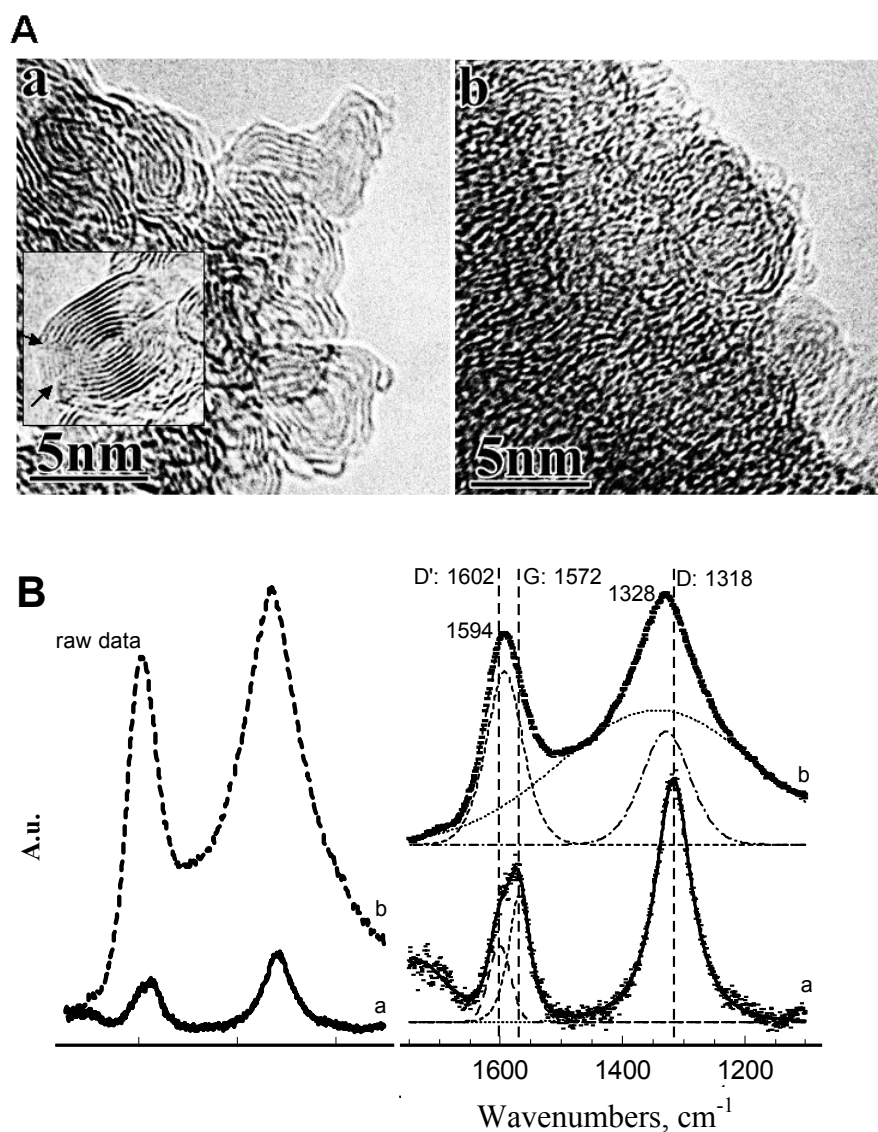 A
a
b
5nm
5nm
B
D': 1602
G: 1572
1328
D: 1318
raw data
1594
b
A.u.
b
a
a
1600
1400
1200
Wavenumbers, cm-1